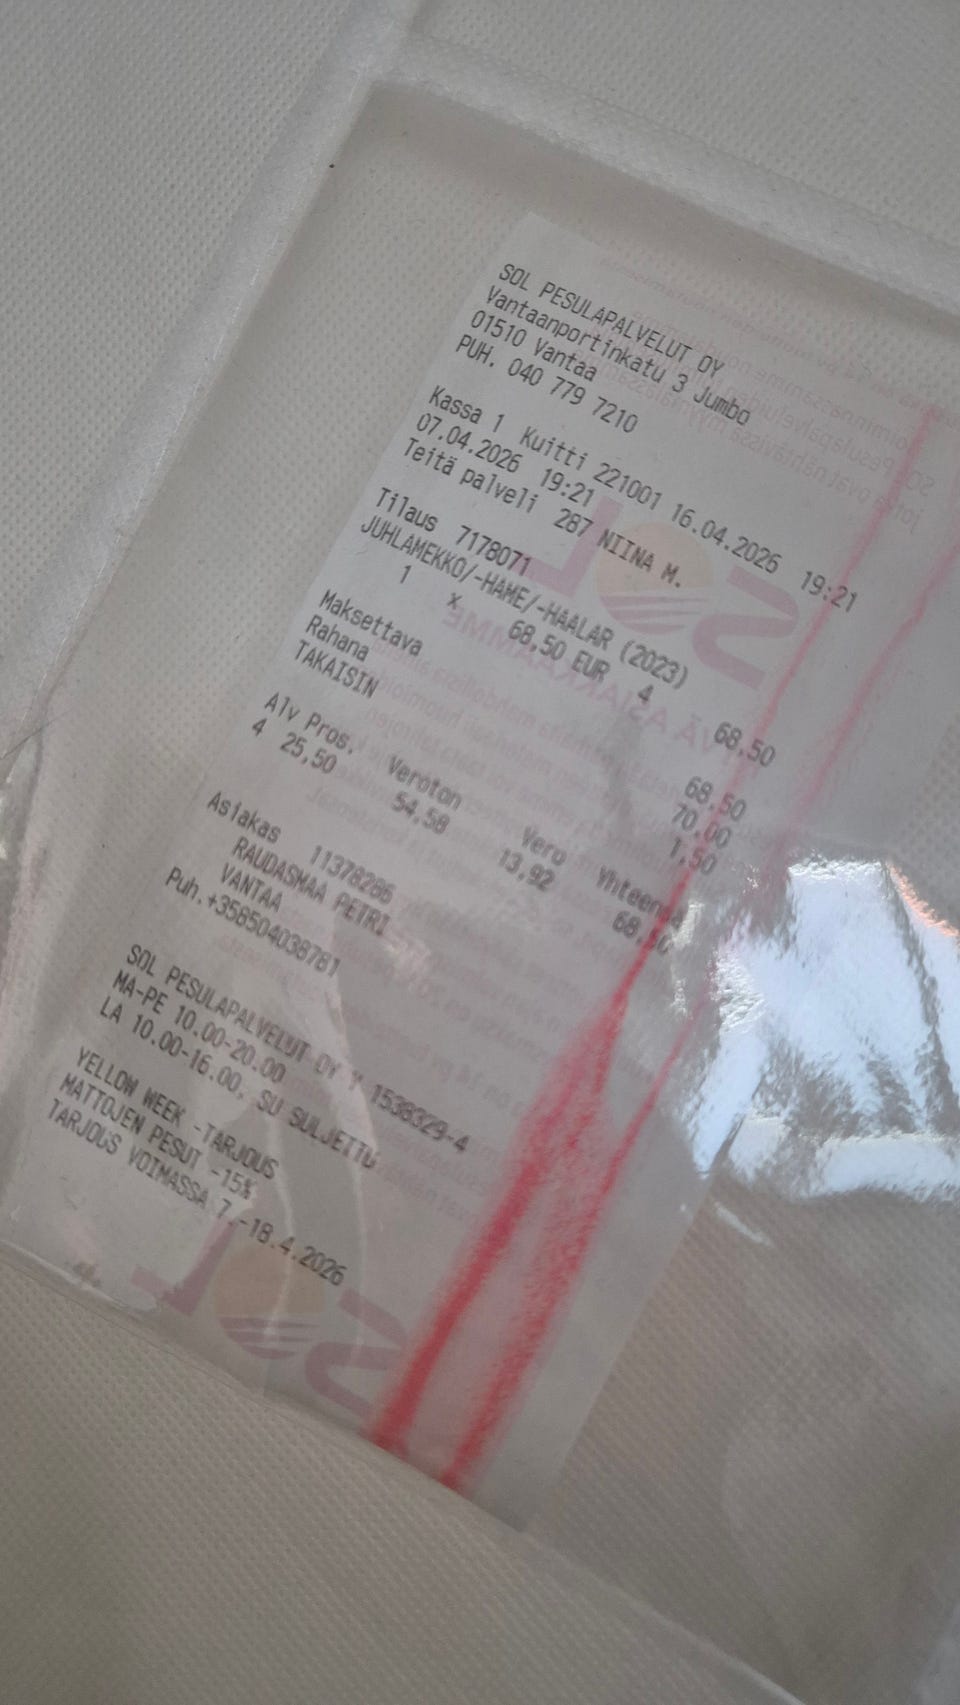 SOL PESULAPALVELUT OY
Vantaanportinkatu 3 Jumbo
01510 Vantaa
PUH. 040 779 7210
Kassa 1 Kuitti 221001 16.04.2026 19:21
07.04.2026 19:21
Teitä palveli 287 NIINA M.
Tilaus 7178071
JUHLAMEKKO/-HAME/-HAALAR (2023)
1 x 68,50 EUR 4 68,50
Maksettava 68,50
Rahana 70,00
TAKAISIN 1,50
Alv Pros. Veroton Vero Yhteensä
4 25,50 54,58 13,92 68,50
Asiakas 11378286
RAUDASMAA PETRI
VANTAA
Puh.+358504038781
SOL PESULAPALVELUT OY Y 1538329-4
MA-PE 10.00-20.00
LA 10.00-16.00, SU SULJETTU
YELLOW WEEK -TARJOUS
MATTOJEN PESUT -15%
TARJOUS VOIMASSA 7.-18.4.2026
SOL
SOL